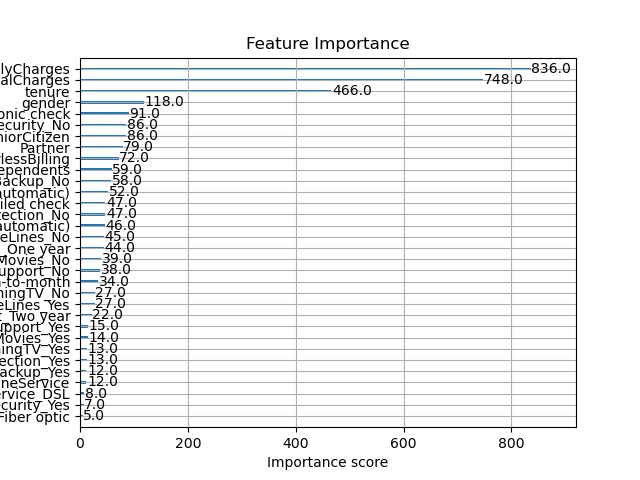 Feature Importance
lyCharges 836.0
alCharges 748.0
tenure 466.0
gender 118.0
onic check 91.0
ecurity_No 86.0
niorCitizen 86.0
Partner 79.0
lessBilling 72.0
ependents 59.0
Backup_No 58.0
automatic) 52.0
iled check 47.0
tection_No 47.0
automatic) 46.0
eLines_No 45.0
One year 44.0
Movies_No 39.0
upport_No 38.0
-to-month 34.0
ningTV_No 27.0
eLines_Yes 27.0
Two year 22.0
upport_Yes 15.0
Movies_Yes 14.0
ningTV_Yes 13.0
ection_Yes 13.0
ackup_Yes 12.0
neService 12.0
ervice_DSL 8.0
curity_Yes 7.0
Fiber optic 5.0
0 200 400 600 800
Importance score